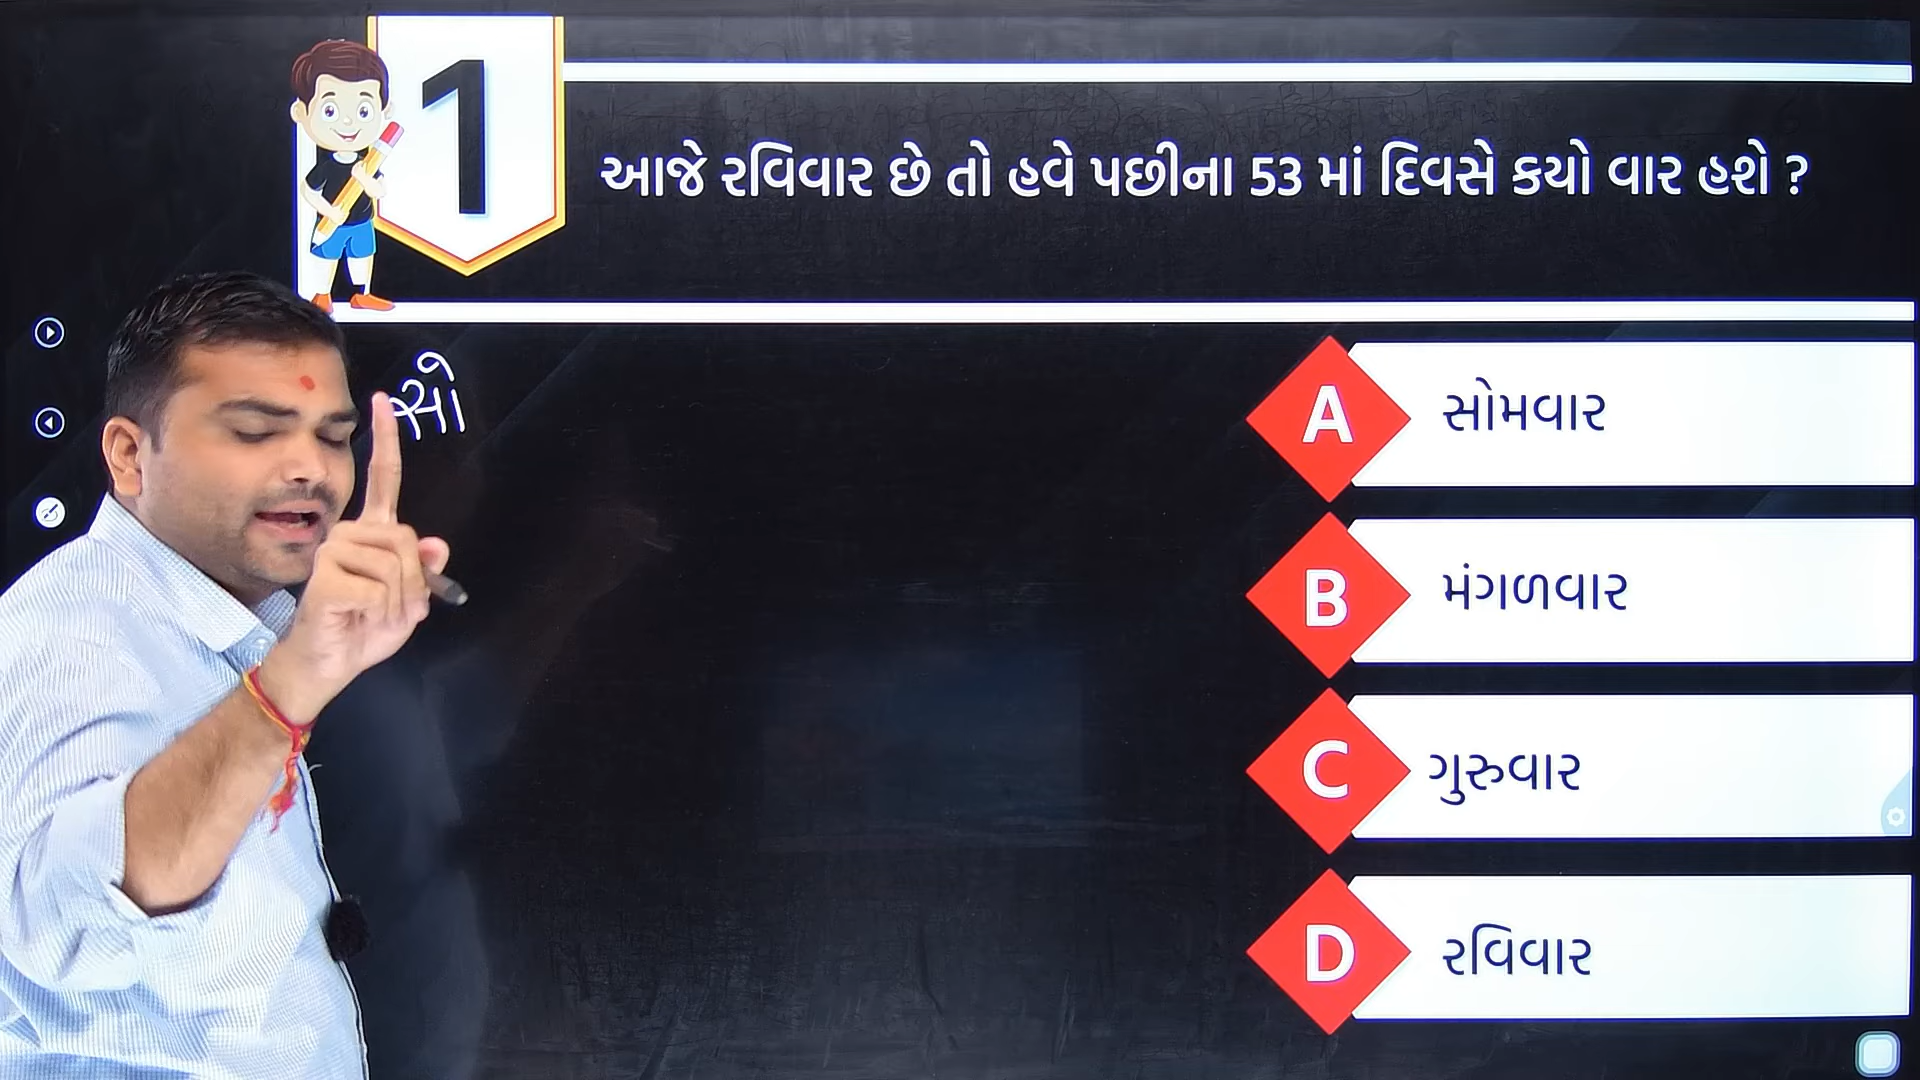 1
આજે રવિવાર છે તો હવે પછીના 53 માં દિવસે કયો વાર હશે ?
સો
A સોમવાર
B મંગળવાર
C ગુરુવાર
D રવિવાર